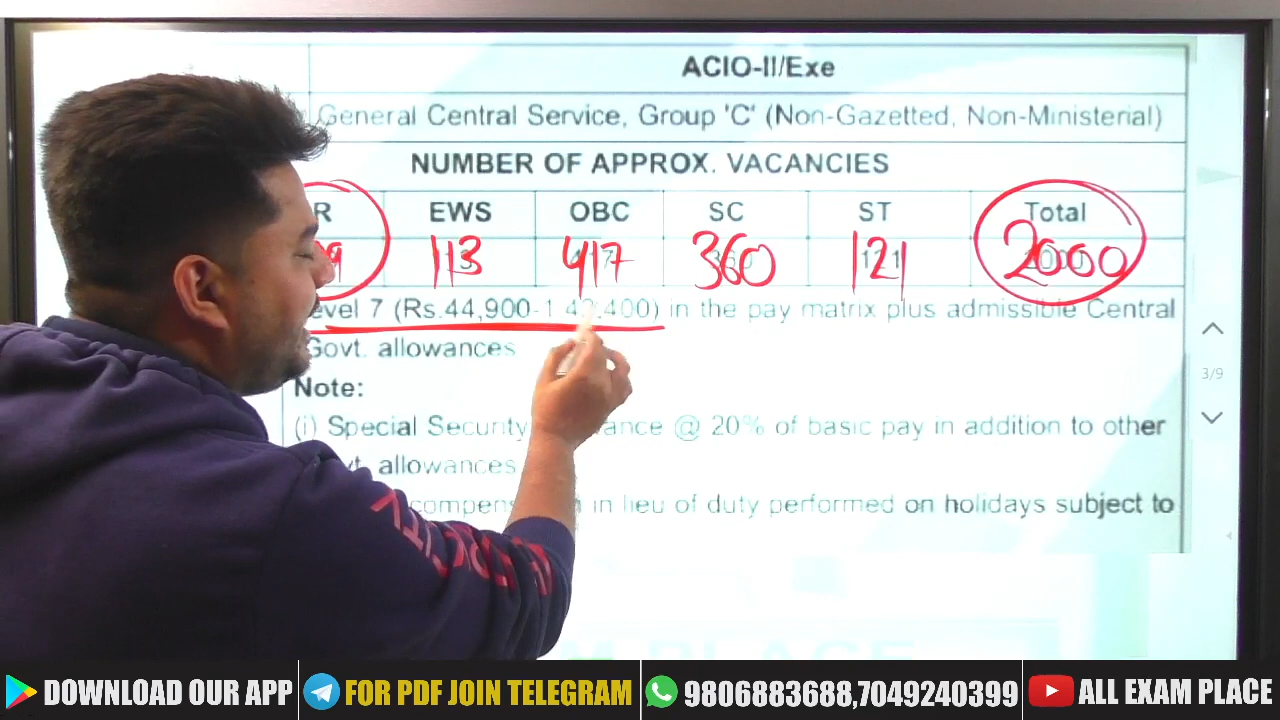 ACIO-II/Exe
General Central Service, Group 'C' (Non-Gazetted, Non-Ministerial)
NUMBER OF APPROX. VACANCIES
R EWS OBC SC ST Total
113 417 360 121 2000
Level 7 (Rs.44,900-1,42,400) in the pay matrix plus admissible Central
Govt. allowances
Note:
(i) Special Security @ 20% of basic pay in addition to other
allowances
in lieu of duty performed on holidays subject to
3/9
DOWNLOAD OUR APP
FOR PDF JOIN TELEGRAM
9806883688,7049240399
ALL EXAM PLACE